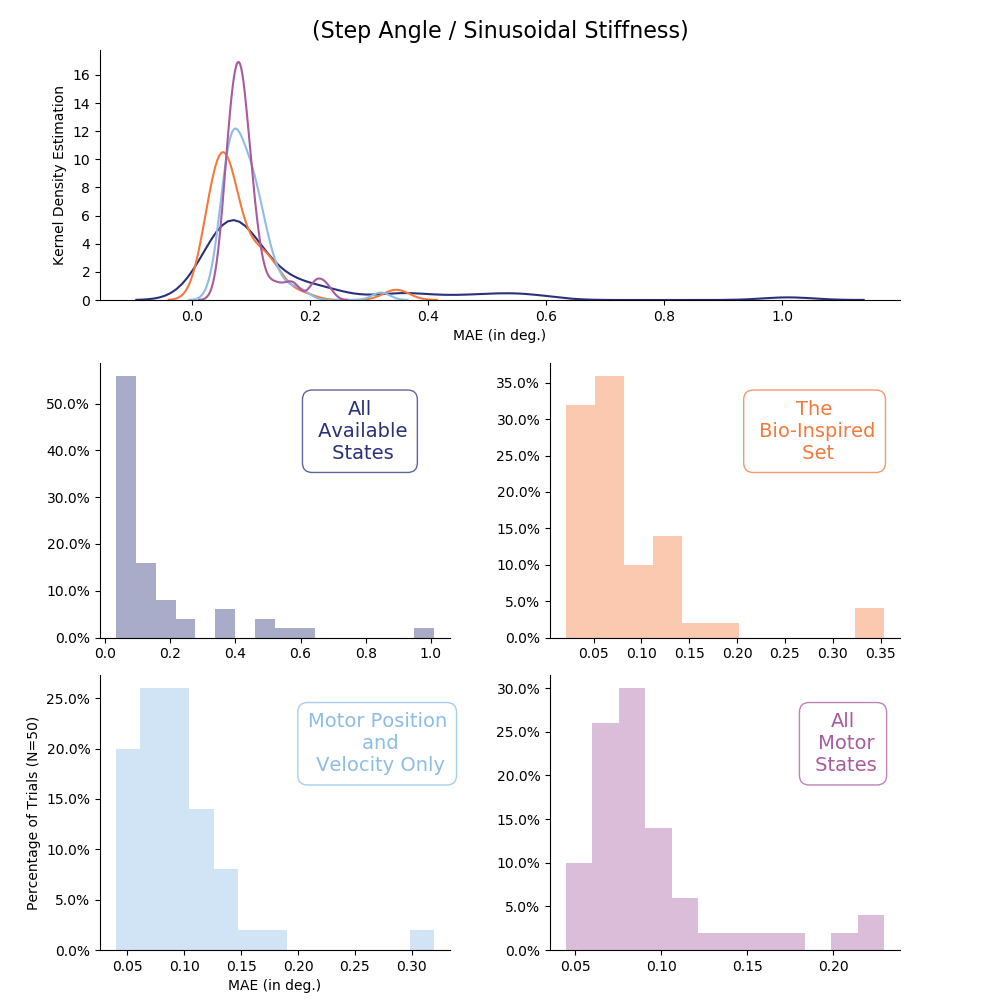 (Step Angle / Sinusoidal Stiffness)
Kernel Density Estimation
16
14
12
10
8
6
4
2
0
0.0 0.2 0.4 0.6 0.8 1.0
MAE (in deg.)
50.0%
40.0%
30.0%
20.0%
10.0%
0.0%
0.0 0.2 0.4 0.6 0.8 1.0
All
Available
States
35.0%
30.0%
25.0%
20.0%
15.0%
10.0%
5.0%
0.0%
0.05 0.10 0.15 0.20 0.25 0.30 0.35
The
Bio-Inspired
Set
Percentage of Trials (N=50)
25.0%
20.0%
15.0%
10.0%
5.0%
0.0%
0.05 0.10 0.15 0.20 0.25 0.30
MAE (in deg.)
Motor Position
and
Velocity Only
30.0%
25.0%
20.0%
15.0%
10.0%
5.0%
0.0%
0.05 0.10 0.15 0.20
All
Motor
States